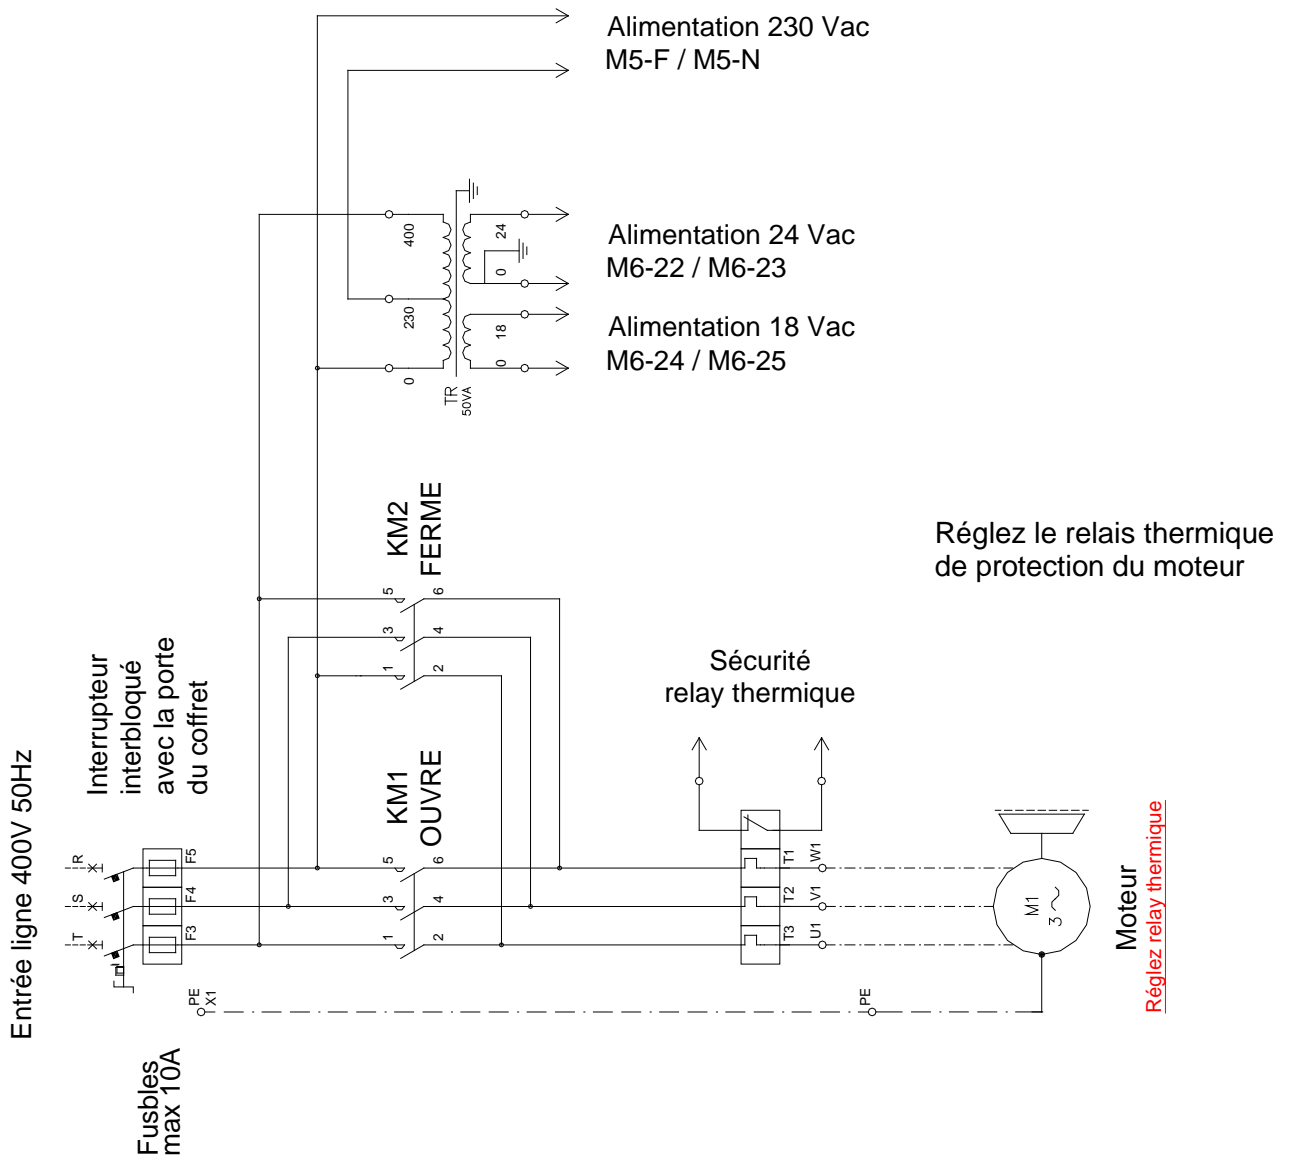 Alimentation 230 Vac
M5-F / M5-N
400
24
0
Alimentation 24 Vac
M6-22 / M6-23
230
18
0
0
Alimentation 18 Vac
M6-24 / M6-25
TR
50VA
KM2
FERME
5
6
3
4
1
2
Réglez le relais thermique
de protection du moteur
Sécurité
relay thermique
Interrupteur
interbloqué
avec la porte
du coffret
Entrée ligne 400V 50Hz
KM1
OUVRE
R
F5
5
6
T1
W1
S
F4
3
4
T2
V1
T
F3
1
2
T3
U1
M1
3
Moteur
Réglez relay thermique
PE
X1
PE
Fusbles
max 10A